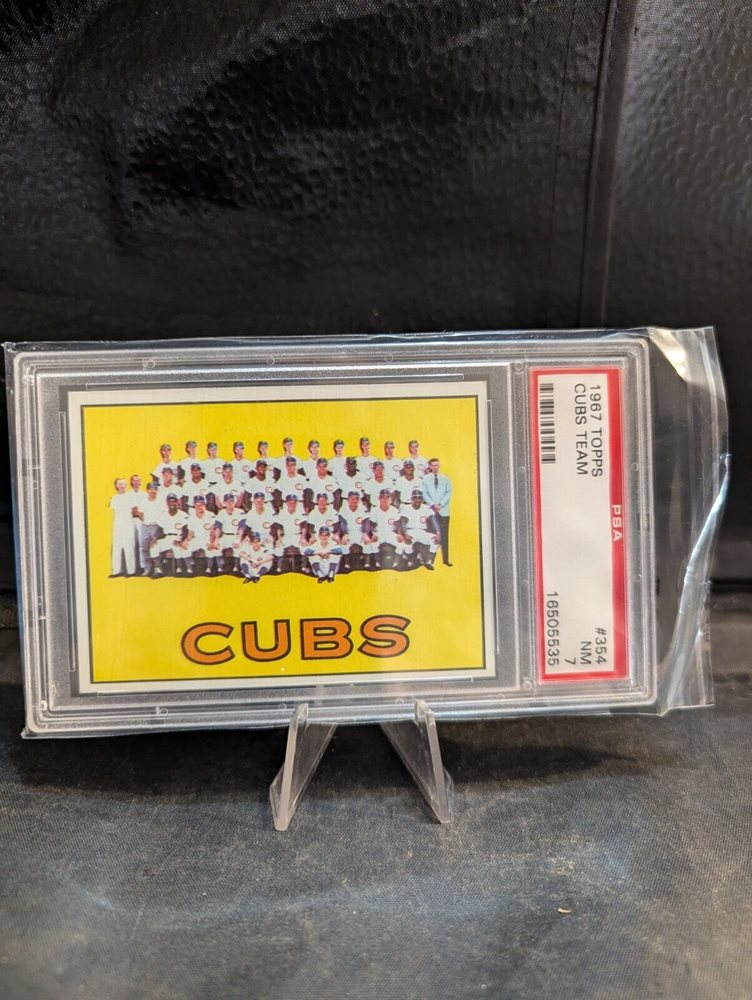 CUBS
1967 TOPPS
CUBS TEAM
PSA
#354
NM
7
16505535